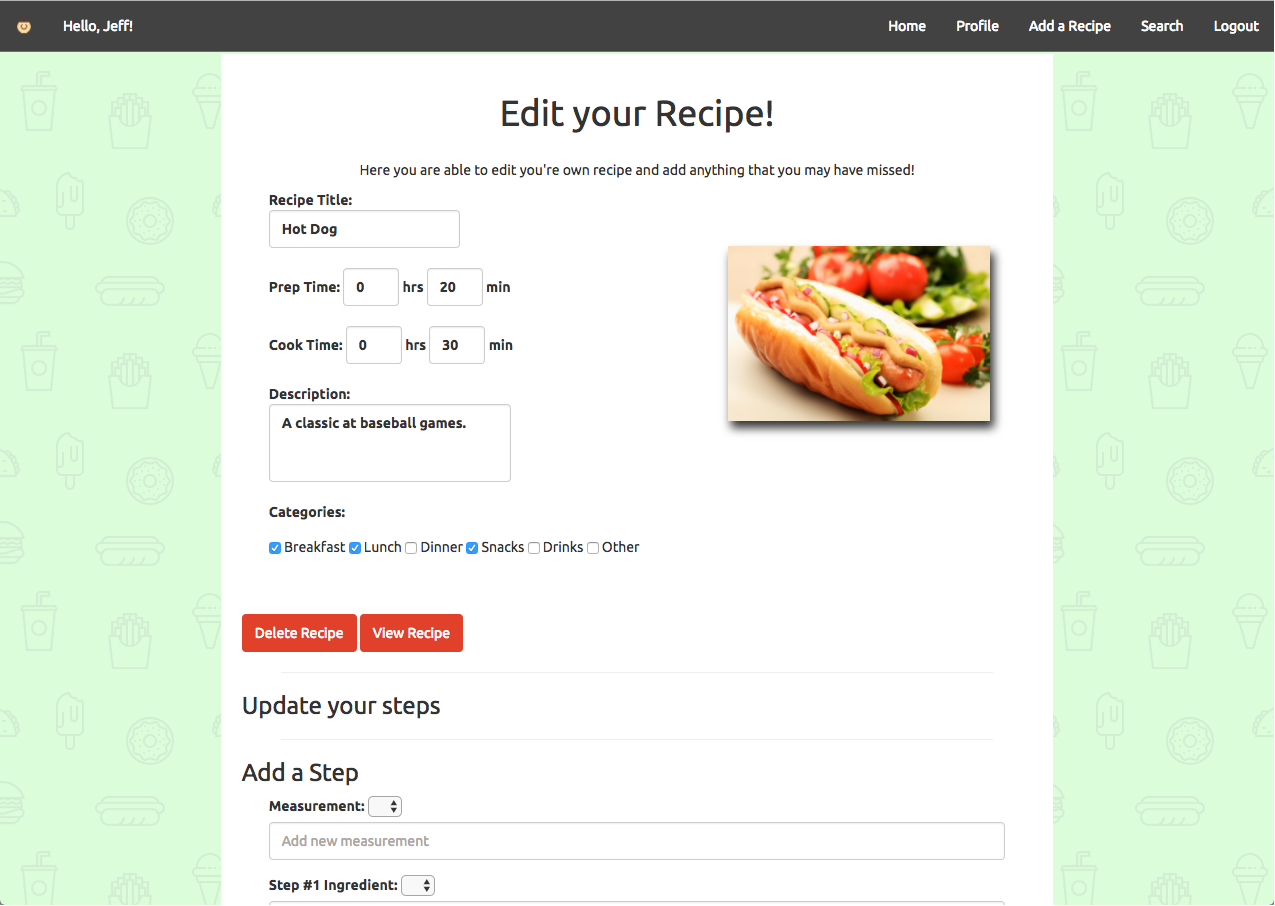 Hello, Jeff! Home Profile Add a Recipe Search Logout
Edit your Recipe!
Here you are able to edit you're own recipe and add anything that you may have missed!
Recipe Title:
Hot Dog
Prep Time: 0 hrs 20 min
Cook Time: 0 hrs 30 min
Description:
A classic at baseball games.
Categories:
Breakfast Lunch Dinner Snacks Drinks Other
Delete Recipe View Recipe
Update your steps
Add a Step
Measurement:
Add new measurement
Step #1 Ingredient: